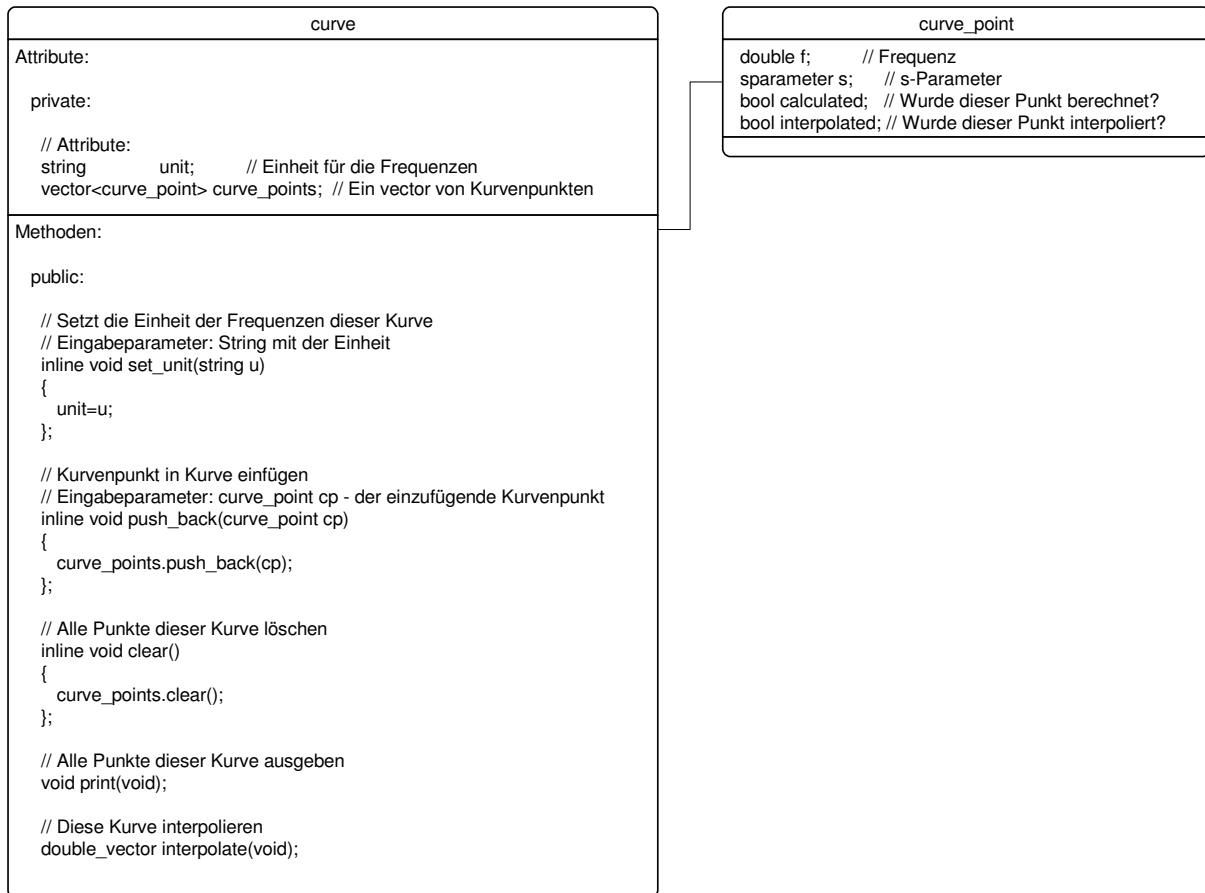 curve
Attribute:
private:
// Attribute:
string unit; // Einheit für die Frequenzen
vector<curve_point> curve_points; // Ein vector von Kurvenpunkten
Methoden:
public:
// Setzt die Einheit der Frequenzen dieser Kurve
// Eingabeparameter: String mit der Einheit
inline void set_unit(string u)
{
unit=u;
};
// Kurvenpunkt in Kurve einfügen
// Eingabeparameter: curve_point cp - der einzufügende Kurvenpunkt
inline void push_back(curve_point cp)
{
curve_points.push_back(cp);
};
// Alle Punkte dieser Kurve löschen
inline void clear()
{
curve_points.clear();
};
// Alle Punkte dieser Kurve ausgeben
void print(void);
// Diese Kurve interpolieren
double_vector interpolate(void);
curve_point
double f; // Frequenz
sparameter s; // s-Parameter
bool calculated; // Wurde dieser Punkt berechnet?
bool interpolated; // Wurde dieser Punkt interpoliert?